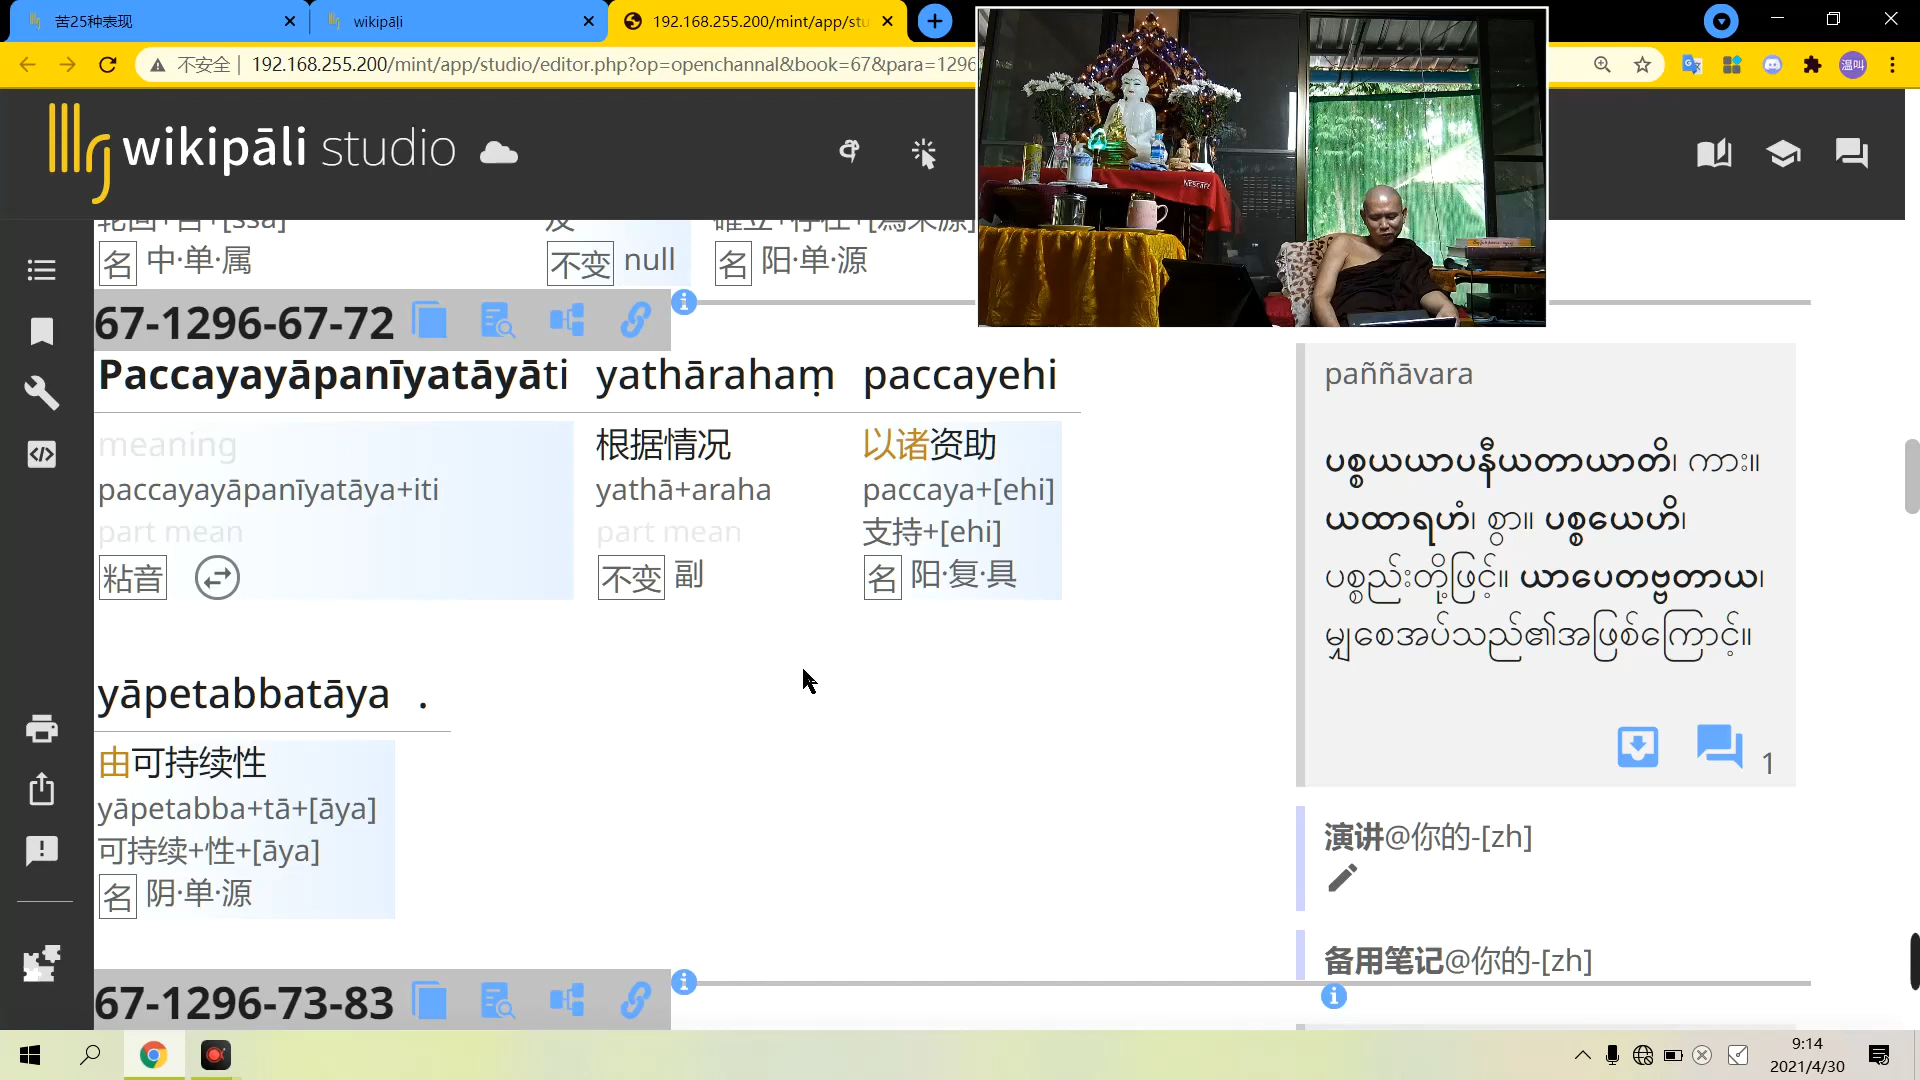 苦25种表现
wikipāḷi
192.168.255.200/mint/app/stu
不安全 | 192.168.255.200/mint/app/studio/editor.php?op=openchannal&book=67&para=1296
温叫
wikipāli studio
轮回+苦+[ssa]
名 中·单·属
不变 null
名 阳·单·源
67-1296-67-72
Paccayayāpanīyatāyāti yathārahaṃ paccayehi
meaning
paccayayāpanīyatāya+iti
part mean
粘音
根据情况
yathā+araha
part mean
不变 副
以诸资助
paccaya+[ehi]
支持+[ehi]
名 阳·复·具
yāpetabbatāya .
由可持续性
yāpetabba+tā+[āya]
可持续+性+[āya]
名 阴·单·源
67-1296-73-83
paññāvara
ပစ္စယယာပနီယတာယာတိ၊ ကား။
ယထာရဟံ၊ စွာ။ ပစ္စယေဟိ၊
ပစ္စည်းတို့ဖြင့်။ ယာပေတဗ္ဗတာယ၊
မျှစေအပ်သည်၏အဖြစ်ကြောင့်။
1
演讲@你的-[zh]
备用笔记@你的-[zh]
NESCAFÉ
9:14
2021/4/30